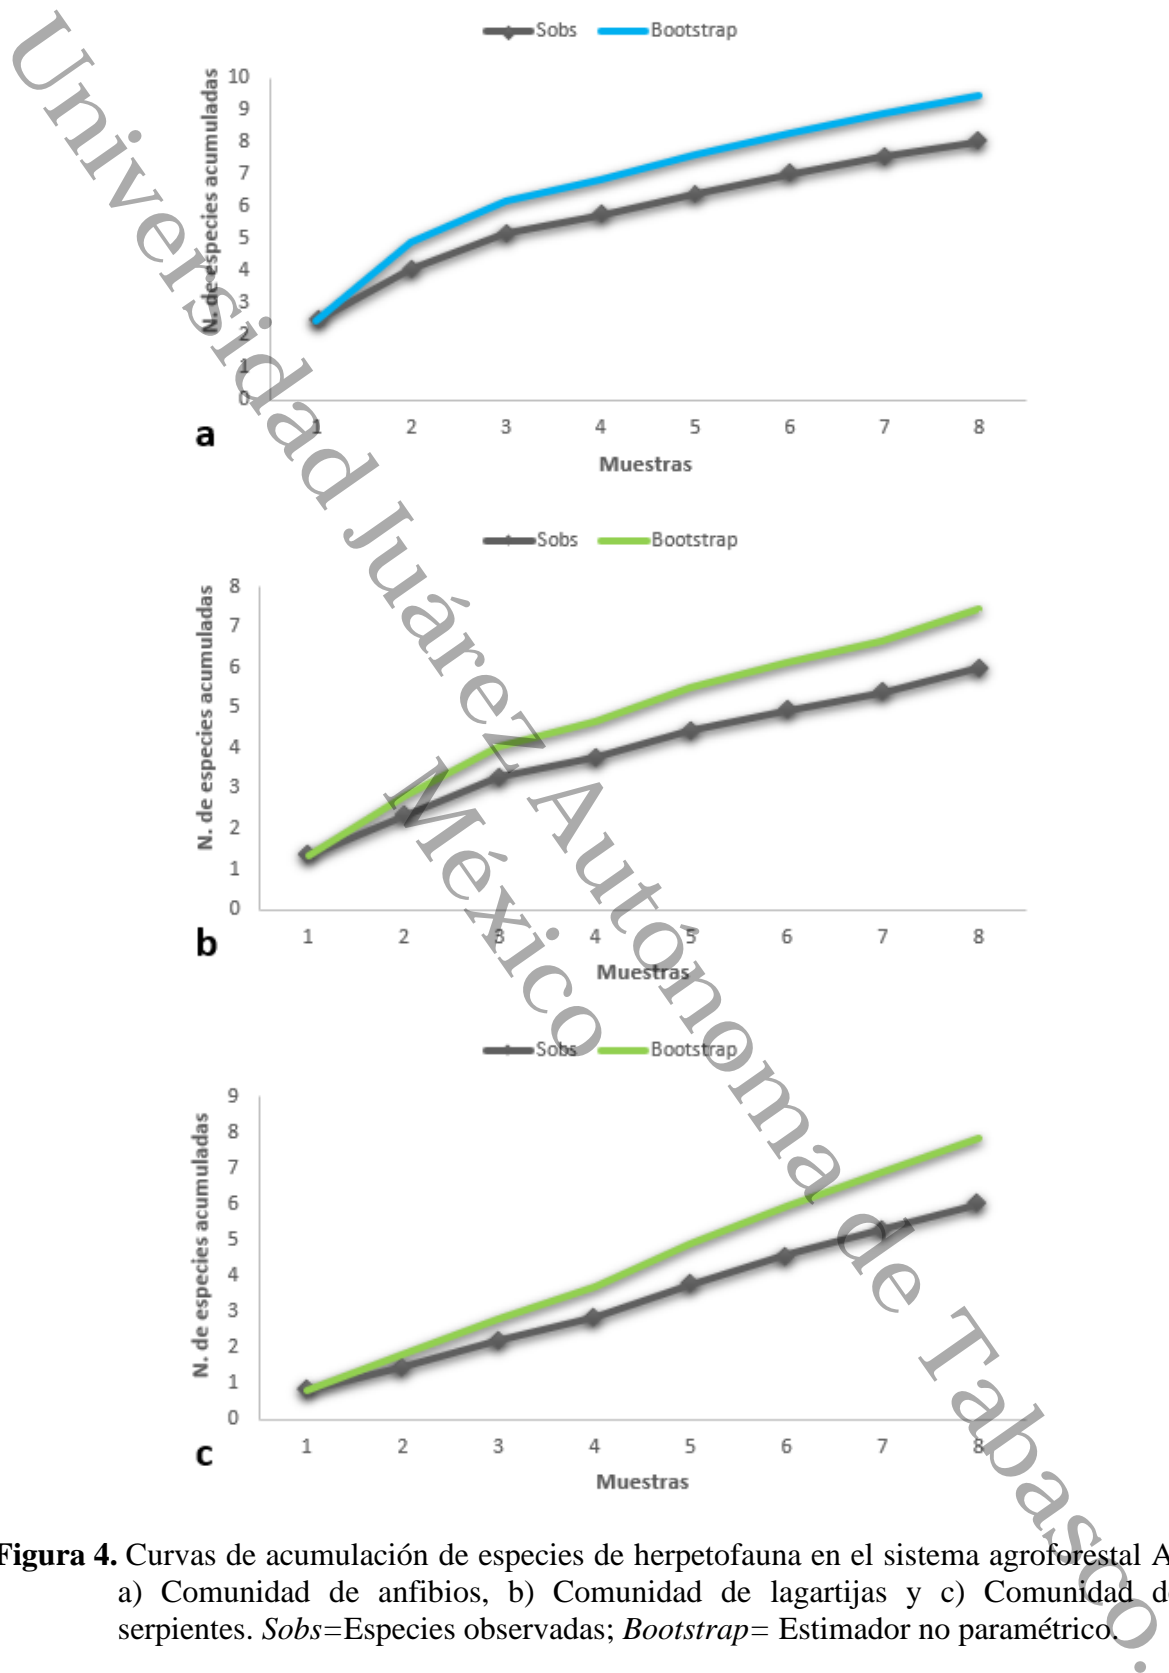 Sobs Bootstrap
N. de especies acumuladas
10
9
8
7
6
5
4
3
2
1
0
1 2 3 4 5 6 7 8
a
Muestras
Sobs Bootstrap
N. de especies acumuladas
8
7
6
5
4
3
2
1
0
1 2 3 4 5 6 7 8
b
Muestras
Sobs Bootstrap
N. de especies acumuladas
9
8
7
6
5
4
3
2
1
0
1 2 3 4 5 6 7 8
c
Muestras
Figura 4. Curvas de acumulación de especies de herpetofauna en el sistema agroforestal A
a) Comunidad de anfibios, b) Comunidad de lagartijas y c) Comunidad de
serpientes. Sobs=Especies observadas; Bootstrap= Estimador no paramétrico.
Universidad Juárez Autónoma de Tabasco.
México